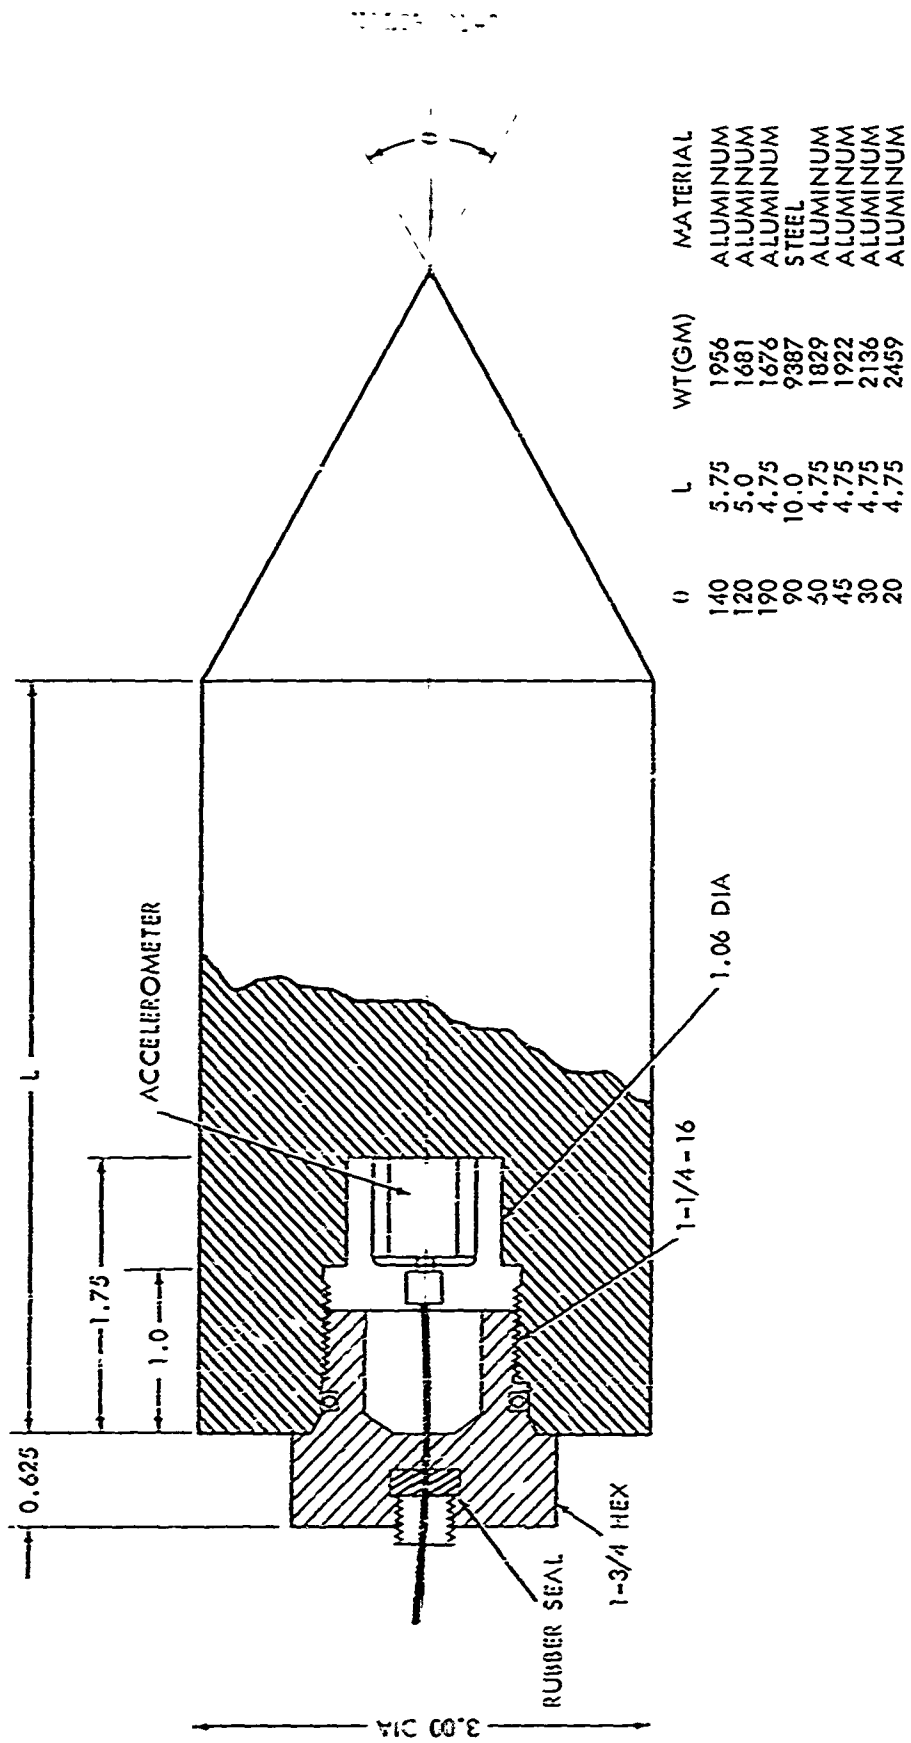 L
0.625
1.75
1.0
ACCELEROMETER
3.00 DIA
RUBBER SEAL
1-3/4 HEX
1-1/4-16
1.06 DIA
θ L WT(GM) MATERIAL
140 5.75 1956 ALUMINUM
120 5.0 1681 ALUMINUM
190 4.75 1676 ALUMINUM
90 10.0 9387 STEEL
60 4.75 1829 ALUMINUM
45 4.75 1922 ALUMINUM
30 4.75 2136 ALUMINUM
20 4.75 2459 ALUMINUM
θ